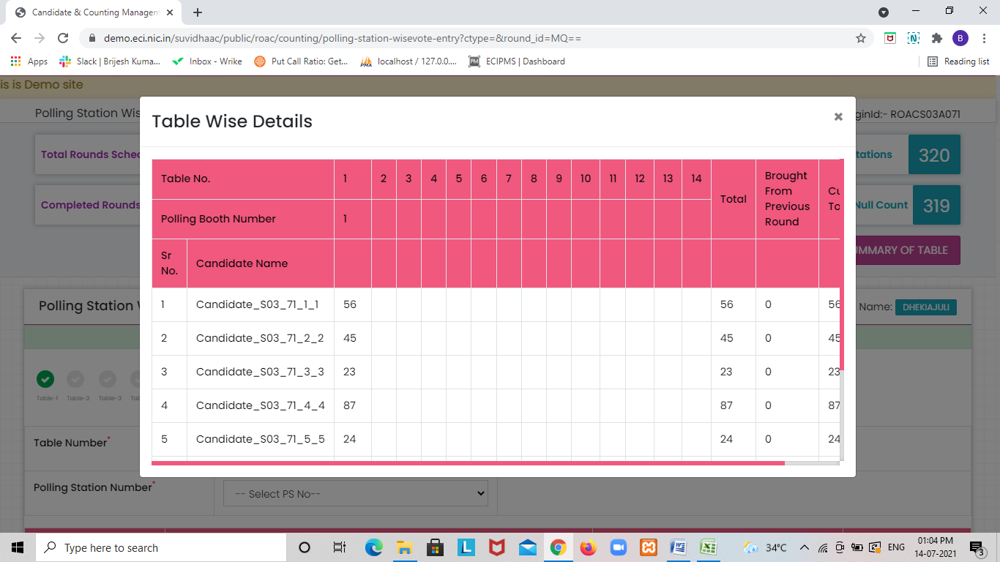 Candidate & Counting Managem
demo.eci.nic.in/suvidhaac/public/roac/counting/polling-station-wisevote-entry?ctype=&round_id=MQ==
B
Apps Slack | Brijesh Kuma... Inbox - Wrike Put Call Ratio: Get... localhost / 127.0.0.... ECIPMS | Dashboard Reading list
is is Demo site
Polling Station Wis ginId:- ROACS03A071
Table Wise Details
Total Rounds Sched tations 320
Completed Rounds Null Count 319
UMMARY OF TABLE
Table No. 1 2 3 4 5 6 7 8 9 10 11 12 13 14 Total Brought From Previous Round Cu To
Polling Booth Number 1
Sr No. Candidate Name
1 Candidate_S03_71_1_1 56 56 0 56
2 Candidate_S03_71_2_2 45 45 0 45
3 Candidate_S03_71_3_3 23 23 0 23
4 Candidate_S03_71_4_4 87 87 0 87
5 Candidate_S03_71_5_5 24 24 0 24
Polling Station W Name: DHEKIAJULI
Table-1 Table-2 Table-3 Tab
Table Number*
Polling Station Number* -- Select PS No--
Type here to search 34°C ENG 01:04 PM
14-07-2021 3